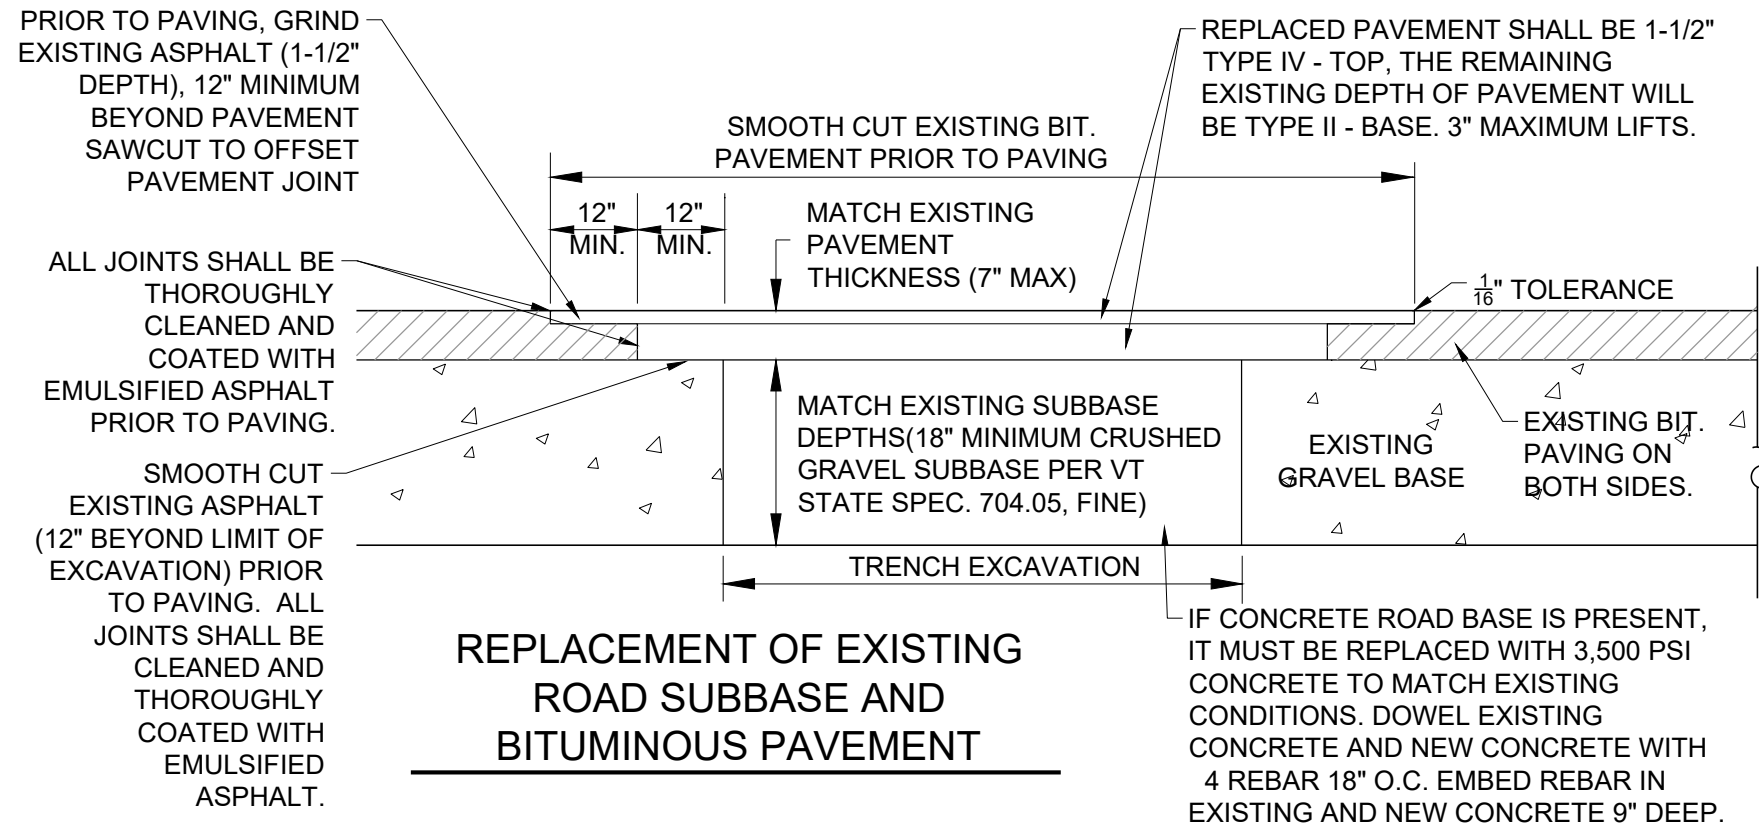 PRIOR TO PAVING, GRIND
EXISTING ASPHALT (1-1/2"
DEPTH), 12" MINIMUM
BEYOND PAVEMENT
SAWCUT TO OFFSET
PAVEMENT JOINT
REPLACED PAVEMENT SHALL BE 1-1/2"
TYPE IV - TOP, THE REMAINING
EXISTING DEPTH OF PAVEMENT WILL
BE TYPE II - BASE. 3" MAXIMUM LIFTS.
SMOOTH CUT EXISTING BIT.
PAVEMENT PRIOR TO PAVING
12"
MIN.
12"
MIN.
MATCH EXISTING
PAVEMENT
THICKNESS (7" MAX)
ALL JOINTS SHALL BE
THOROUGHLY
CLEANED AND
COATED WITH
EMULSIFIED ASPHALT
PRIOR TO PAVING.
1/16" TOLERANCE
MATCH EXISTING SUBBASE
DEPTHS(18" MINIMUM CRUSHED
GRAVEL SUBBASE PER VT
STATE SPEC. 704.05, FINE)
EXISTING
GRAVEL BASE
EXISTING BIT.
PAVING ON
BOTH SIDES.
SMOOTH CUT
EXISTING ASPHALT
(12" BEYOND LIMIT OF
EXCAVATION) PRIOR
TO PAVING. ALL
JOINTS SHALL BE
CLEANED AND
THOROUGHLY
COATED WITH
EMULSIFIED
ASPHALT.
TRENCH EXCAVATION
IF CONCRETE ROAD BASE IS PRESENT,
IT MUST BE REPLACED WITH 3,500 PSI
CONCRETE TO MATCH EXISTING
CONDITIONS. DOWEL EXISTING
CONCRETE AND NEW CONCRETE WITH
4 REBAR 18" O.C. EMBED REBAR IN
EXISTING AND NEW CONCRETE 9" DEEP.
REPLACEMENT OF EXISTING
ROAD SUBBASE AND
BITUMINOUS PAVEMENT